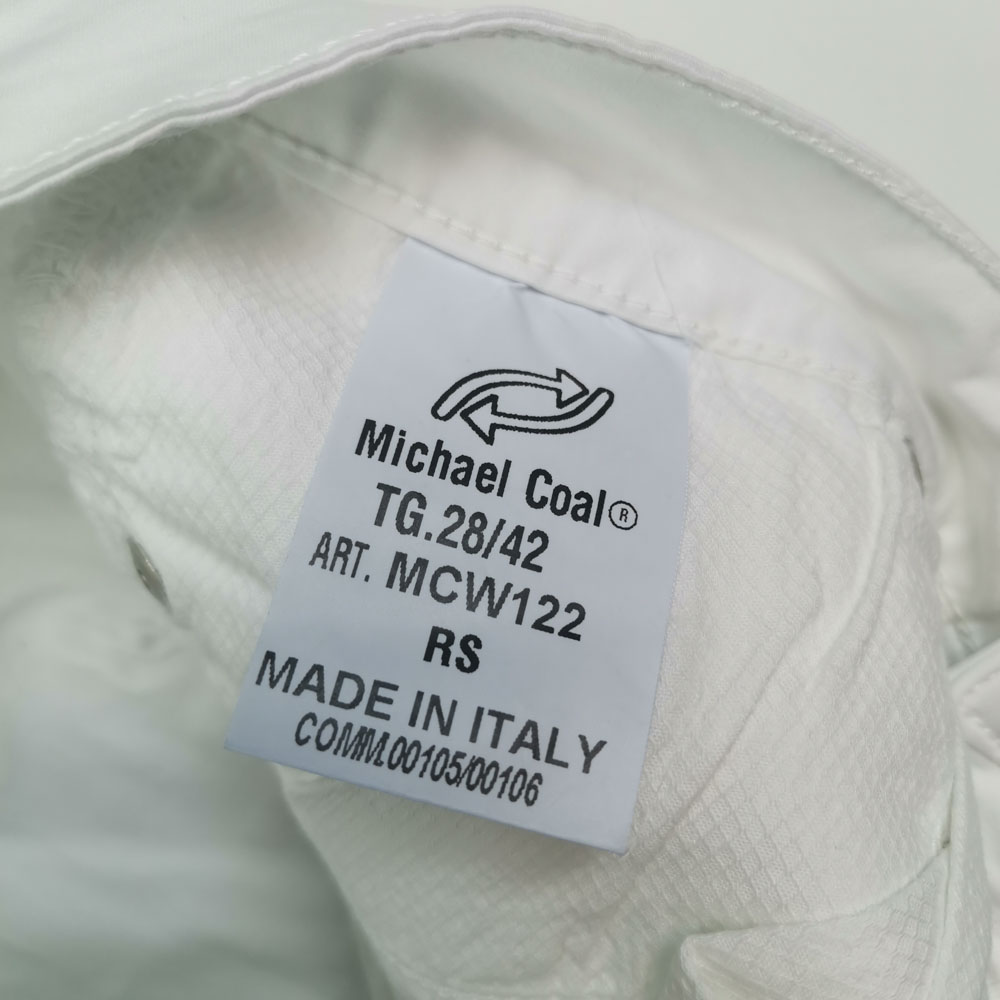 Michael Coal®
TG.28/42
ART. MCW122
RS
MADE IN ITALY
COMM.00105/00106